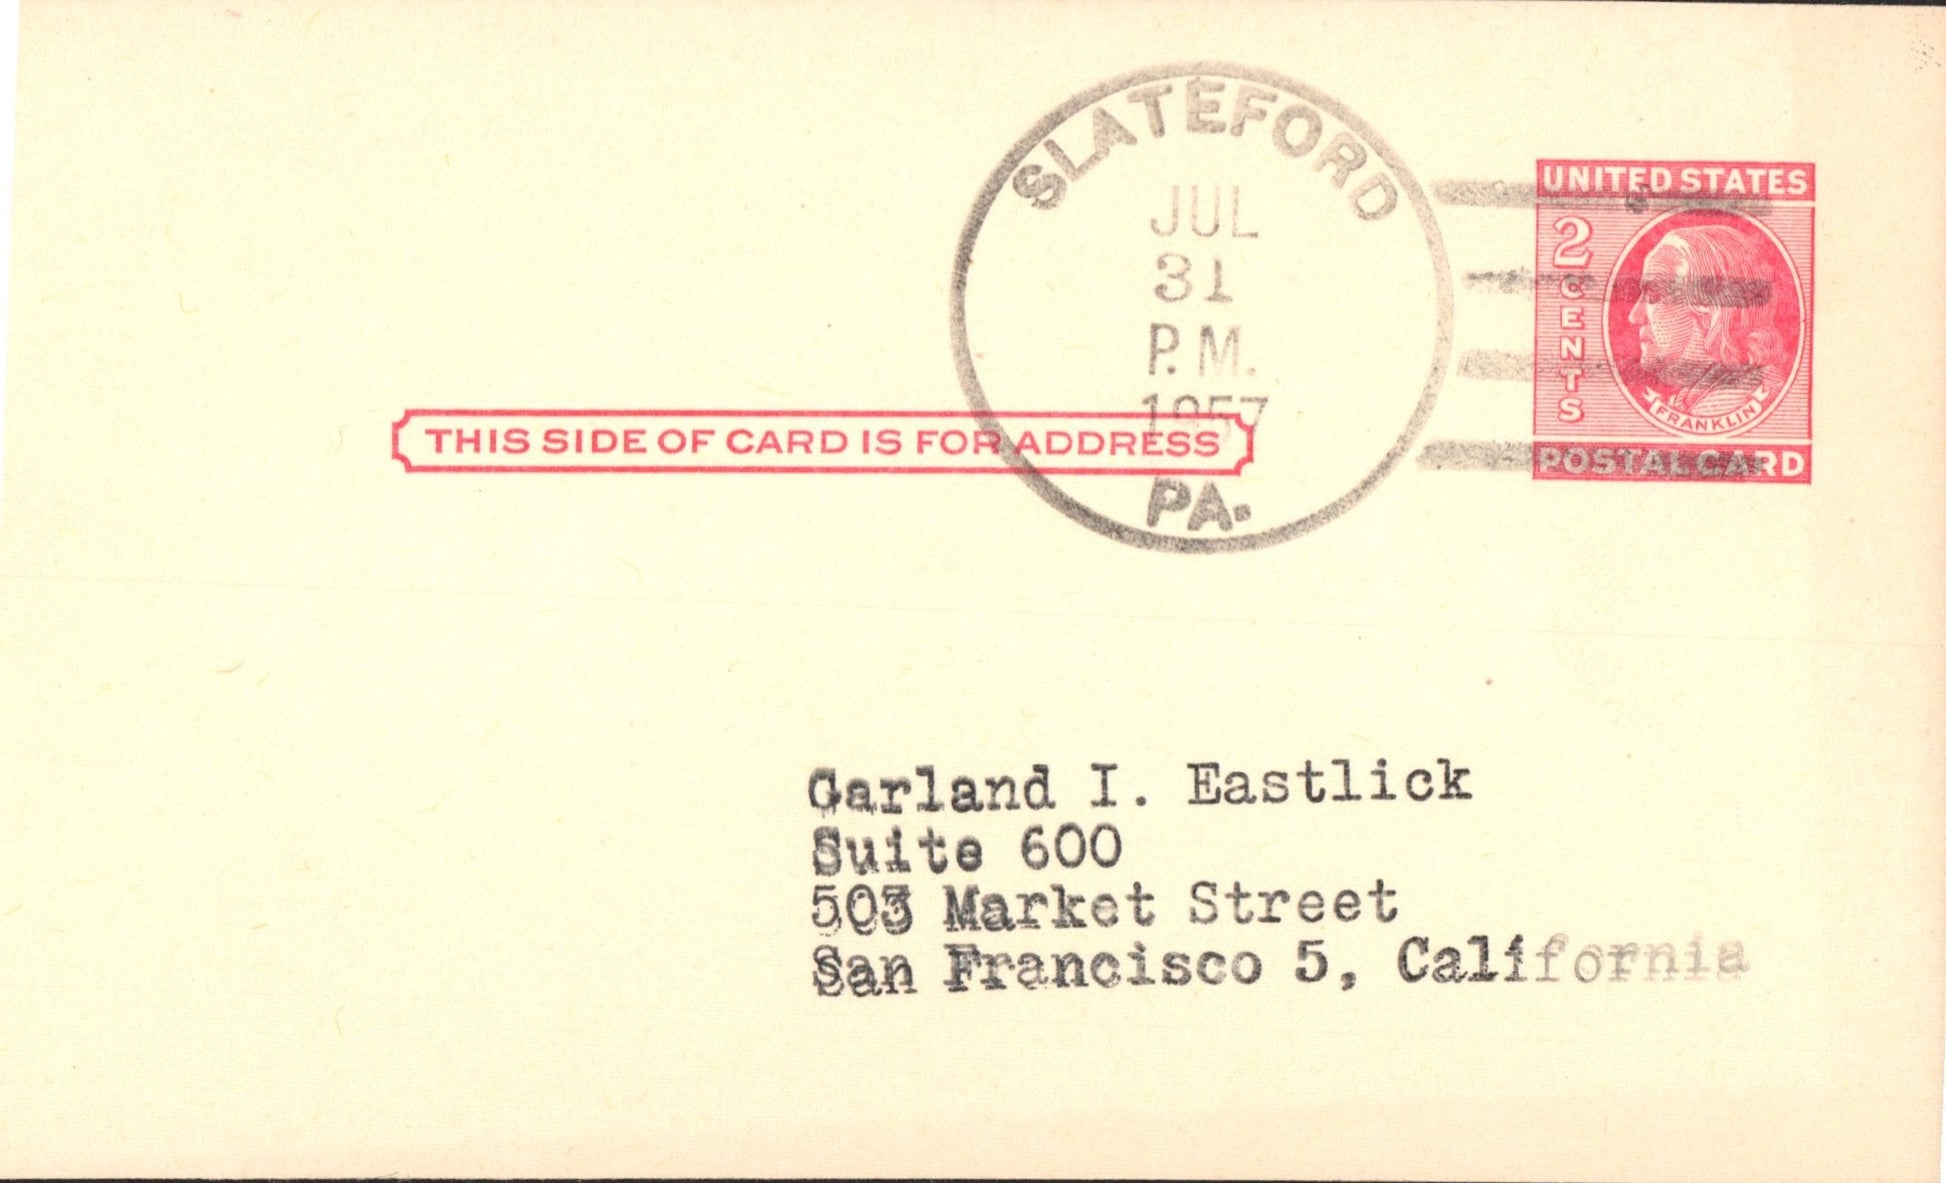 SLATEFORD
JUL
31
P.M.
1957
PA.
UNITED STATES
2
CENTS
FRANKLIN
POSTAL CARD
THIS SIDE OF CARD IS FOR ADDRESS
Garland I. Eastlick
Suite 600
503 Market Street
San Francisco 5, California